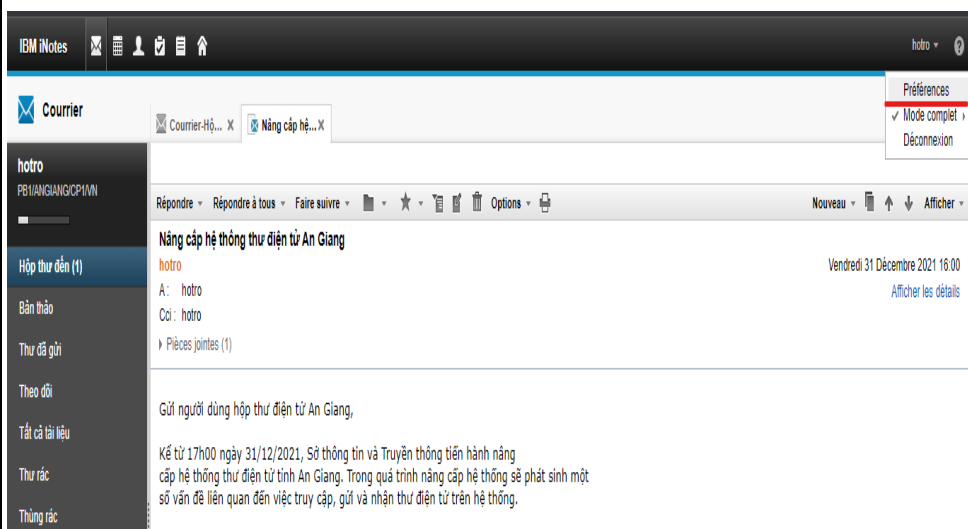 IBM iNotes
hotro
Préférences
Mode complet
Déconnexion
Courrier
Courrier-Hộ... X
Nâng cấp hệ... X
hotro
PB1/ANGIANG/CP1/VN
Répondre
Répondre à tous
Faire suivre
Options
Nouveau
Afficher
Nâng cấp hệ thống thư điện tử An Giang
hotro
Vendredi 31 Décembre 2021 16:00
A : hotro
Afficher les détails
Cci : hotro
Pièces jointes (1)
Hộp thư đến (1)
Bản thảo
Thư đã gửi
Theo dõi
Tất cả tài liệu
Thư rác
Thùng rác
Gửi người dùng hộp thư điện tử An Giang,
Kể từ 17h00 ngày 31/12/2021, Sở thông tin và Truyền thông tiến hành nâng
cấp hệ thống thư điện tử tỉnh An Giang. Trong quá trình nâng cấp hệ thống sẽ phát sinh một
số vấn đề liên quan đến việc truy cập, gửi và nhận thư điện tử trên hệ thống.